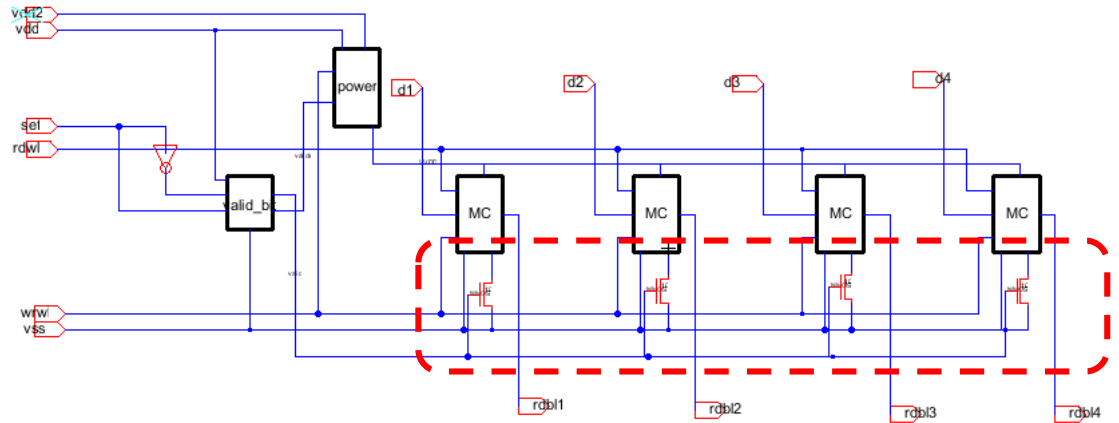 vdd2
vdd
power
d1
d2
d3
d4
sel
rdwl
valid_bit
MC
MC
MC
MC
wrwl
vss
rdbl1
rdbl2
rdbl3
rdbl4